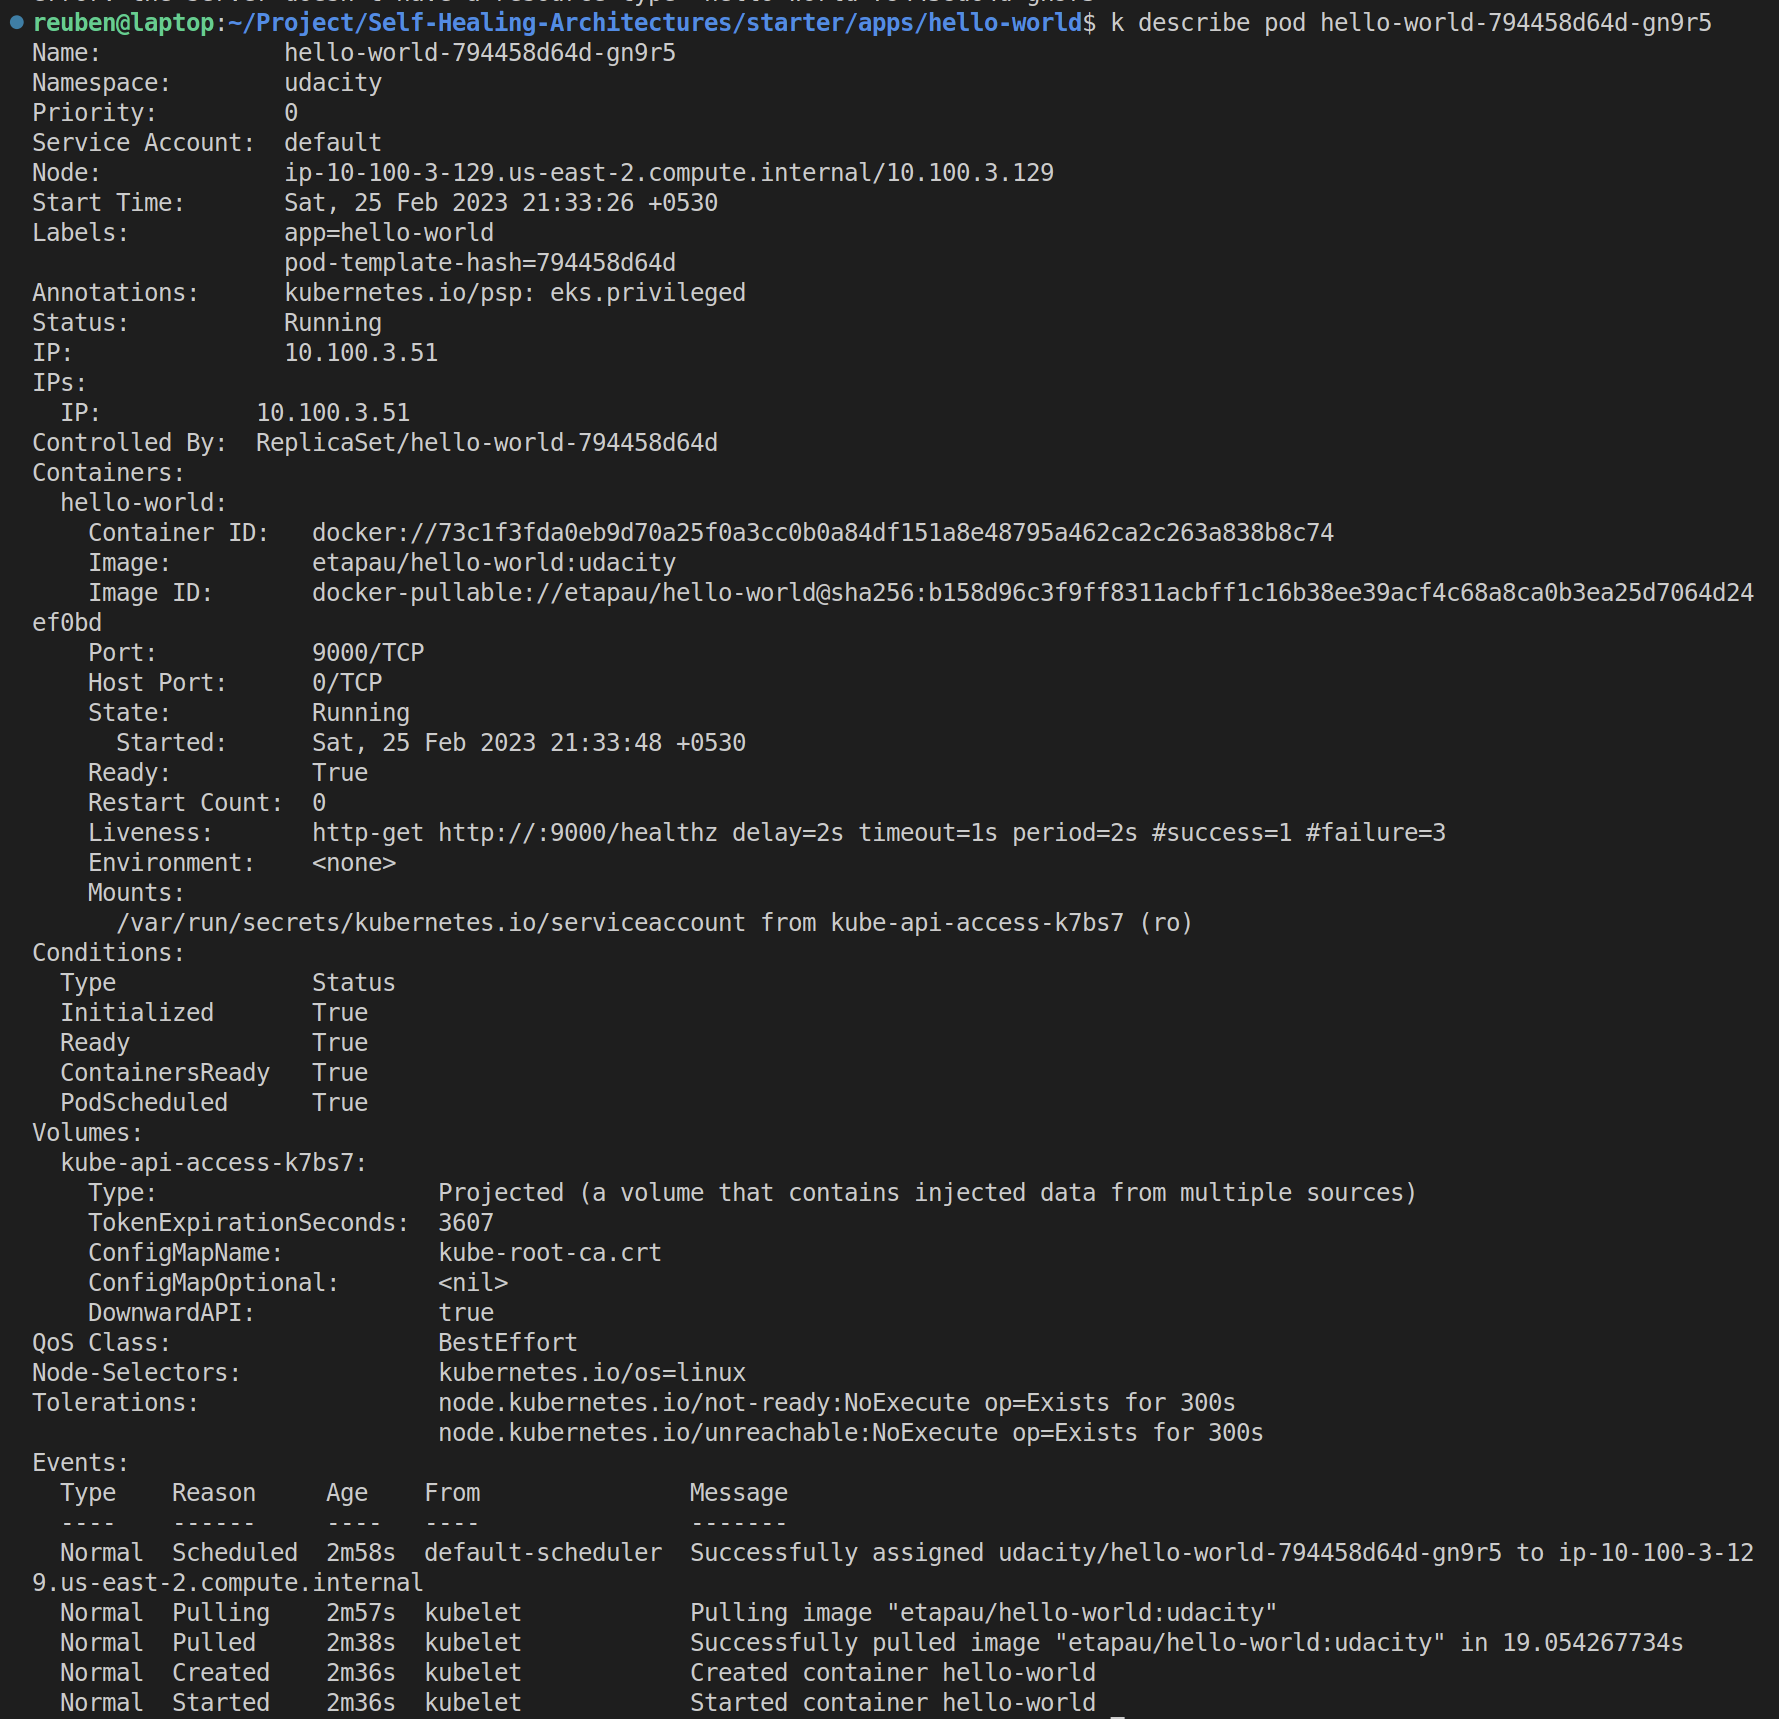 reuben@laptop:~/Project/Self-Healing-Architectures/starter/apps/hello-world$ k describe pod hello-world-794458d64d-gn9r5
Name:             hello-world-794458d64d-gn9r5
Namespace:        udacity
Priority:         0
Service Account:  default
Node:             ip-10-100-3-129.us-east-2.compute.internal/10.100.3.129
Start Time:       Sat, 25 Feb 2023 21:33:26 +0530
Labels:           app=hello-world
                  pod-template-hash=794458d64d
Annotations:      kubernetes.io/psp: eks.privileged
Status:           Running
IP:               10.100.3.51
IPs:
  IP:           10.100.3.51
Controlled By:  ReplicaSet/hello-world-794458d64d
Containers:
  hello-world:
    Container ID:   docker://73c1f3fda0eb9d70a25f0a3cc0b0a84df151a8e48795a462ca2c263a838b8c74
    Image:          etapau/hello-world:udacity
    Image ID:       docker-pullable://etapau/hello-world@sha256:b158d96c3f9ff8311acbff1c16b38ee39acf4c68a8ca0b3ea25d7064d24
ef0bd
    Port:           9000/TCP
    Host Port:      0/TCP
    State:          Running
      Started:      Sat, 25 Feb 2023 21:33:48 +0530
    Ready:          True
    Restart Count:  0
    Liveness:       http-get http://:9000/healthz delay=2s timeout=1s period=2s #success=1 #failure=3
    Environment:    <none>
    Mounts:
      /var/run/secrets/kubernetes.io/serviceaccount from kube-api-access-k7bs7 (ro)
Conditions:
  Type              Status
  Initialized       True
  Ready             True
  ContainersReady   True
  PodScheduled      True
Volumes:
  kube-api-access-k7bs7:
    Type:                    Projected (a volume that contains injected data from multiple sources)
    TokenExpirationSeconds:  3607
    ConfigMapName:           kube-root-ca.crt
    ConfigMapOptional:       <nil>
    DownwardAPI:             true
QoS Class:                   BestEffort
Node-Selectors:              kubernetes.io/os=linux
Tolerations:                 node.kubernetes.io/not-ready:NoExecute op=Exists for 300s
                             node.kubernetes.io/unreachable:NoExecute op=Exists for 300s
Events:
  Type    Reason     Age    From               Message
  ----    ------     ----   ----               -------
  Normal  Scheduled  2m58s  default-scheduler  Successfully assigned udacity/hello-world-794458d64d-gn9r5 to ip-10-100-3-12
9.us-east-2.compute.internal
  Normal  Pulling    2m57s  kubelet            Pulling image "etapau/hello-world:udacity"
  Normal  Pulled     2m38s  kubelet            Successfully pulled image "etapau/hello-world:udacity" in 19.054267734s
  Normal  Created    2m36s  kubelet            Created container hello-world
  Normal  Started    2m36s  kubelet            Started container hello-world